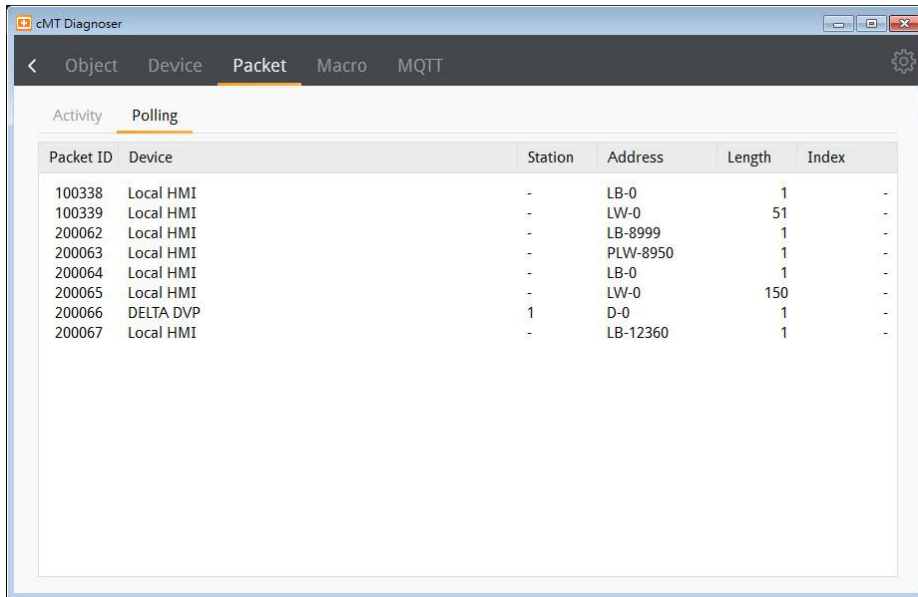 cMT Diagnoser
Object Device Packet Macro MQTT
Activity Polling
Packet ID Device Station Address Length Index
100338 Local HMI - LB-0 1 -
100339 Local HMI - LW-0 51 -
200062 Local HMI - LB-8999 1 -
200063 Local HMI - PLW-8950 1 -
200064 Local HMI - LB-0 1 -
200065 Local HMI - LW-0 150 -
200066 DELTA DVP 1 D-0 1 -
200067 Local HMI - LB-12360 1 -